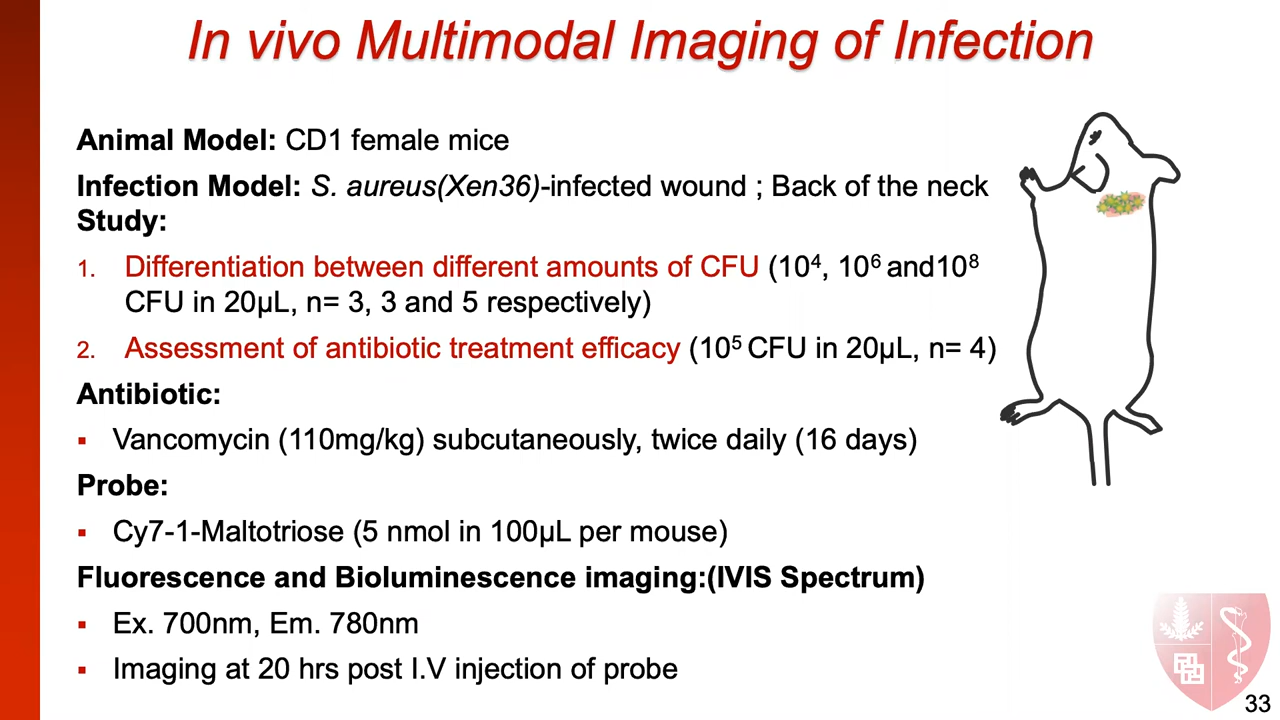 In vivo Multimodal Imaging of Infection
Animal Model: CD1 female mice
Infection Model: S. aureus(Xen36)-infected wound ; Back of the neck
Study:
1. Differentiation between different amounts of CFU (10⁴, 10⁶ and10⁸
CFU in 20µL, n= 3, 3 and 5 respectively)
2. Assessment of antibiotic treatment efficacy (10⁵ CFU in 20µL, n= 4)
Antibiotic:
▪ Vancomycin (110mg/kg) subcutaneously, twice daily (16 days)
Probe:
▪ Cy7-1-Maltotriose (5 nmol in 100µL per mouse)
Fluorescence and Bioluminescence imaging:(IVIS Spectrum)
▪ Ex. 700nm, Em. 780nm
▪ Imaging at 20 hrs post I.V injection of probe
33